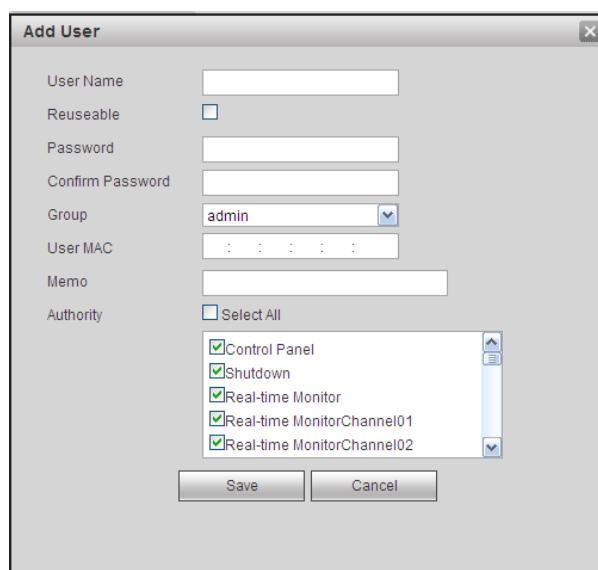 Add User
User Name
Reuseable
Password
Confirm Password
Group admin
User MAC : : : : :
Memo
Authority Select All
Control Panel
Shutdown
Real-time Monitor
Real-time MonitorChannel01
Real-time MonitorChannel02
Save Cancel